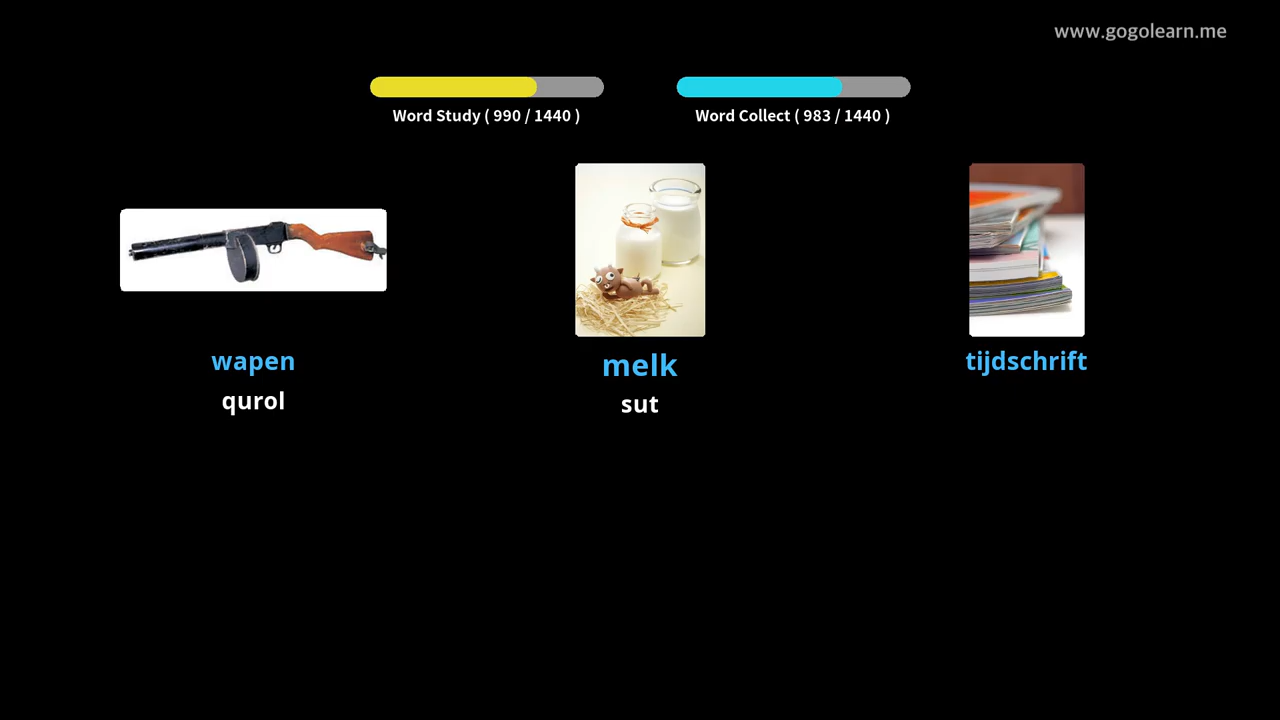 www.gogolearn.me
Word Study ( 990 / 1440 )
Word Collect ( 983 / 1440 )
wapen
melk
tijdschrift
qurol
sut